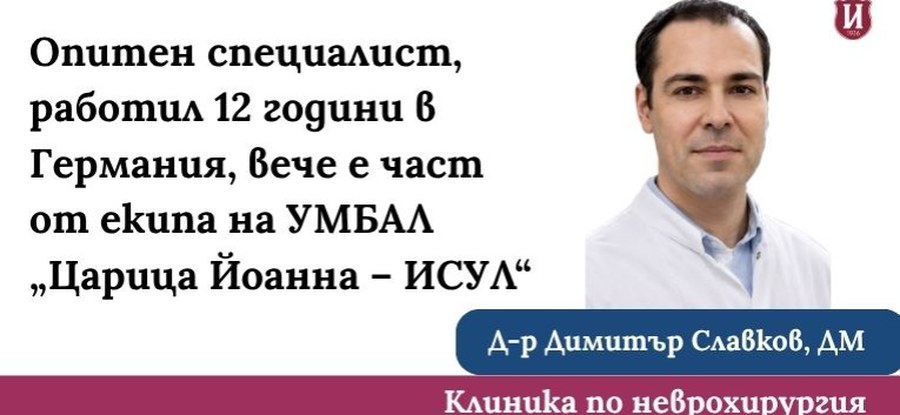 Опитен специалист,
работил 12 години в
Германия, вече е част
от екипа на УМБАЛ
„Царица Йоанна – ИСУЛ“
И
1924
Д-р Димитър Славков, ДМ
Клиника по неврохирургия